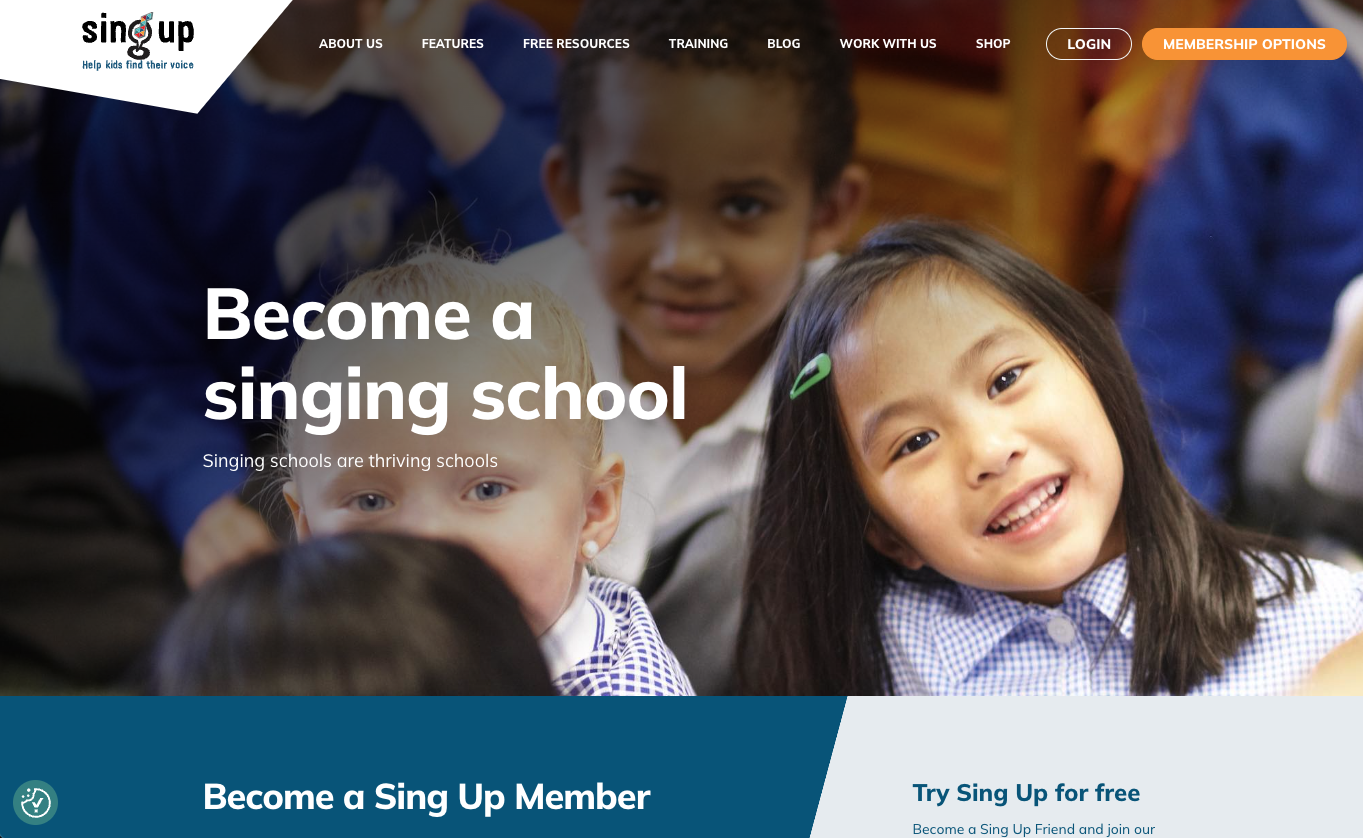 sing up
Help kids find their voice
ABOUT US
FEATURES
FREE RESOURCES
TRAINING
BLOG
WORK WITH US
SHOP
LOGIN
MEMBERSHIP OPTIONS
Become a
singing school
Singing schools are thriving schools
Become a Sing Up Member
Try Sing Up for free
Become a Sing Up Friend and join our